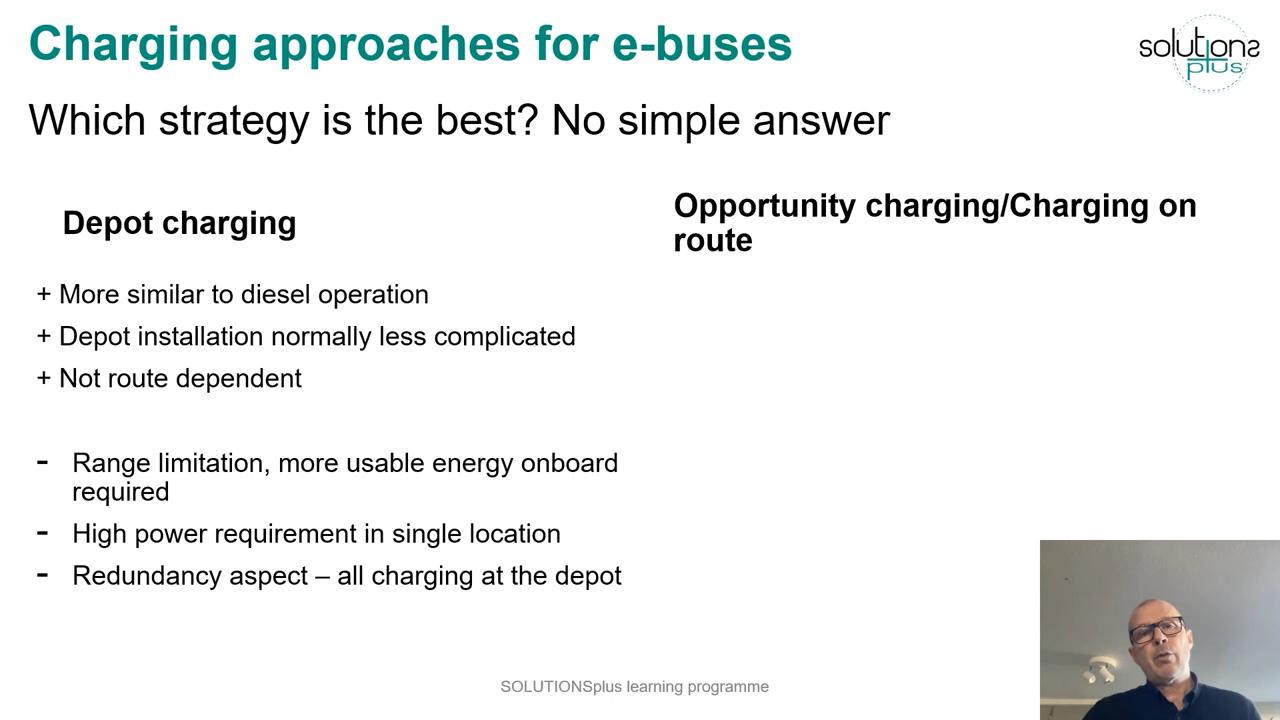 Charging approaches for e-buses
solutions
plus
Which strategy is the best? No simple answer
Depot charging
+ More similar to diesel operation
+ Depot installation normally less complicated
+ Not route dependent
- Range limitation, more usable energy onboard
required
- High power requirement in single location
- Redundancy aspect – all charging at the depot
Opportunity charging/Charging on
route
SOLUTIONSplus learning programme